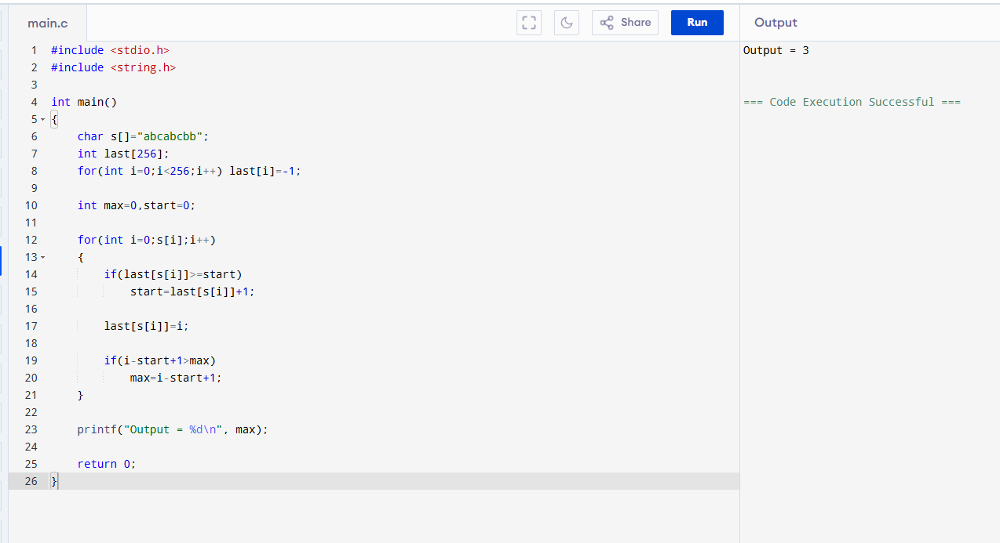 main.c
Share
Run
Output
1 #include <stdio.h>
2 #include <string.h>
3
4 int main()
5 {
6     char s[]="abcabcbb";
7     int last[256];
8     for(int i=0;i<256;i++) last[i]=-1;
9
10     int max=0,start=0;
11
12     for(int i=0;s[i];i++)
13     {
14         if(last[s[i]]>=start)
15             start=last[s[i]]+1;
16
17         last[s[i]]=i;
18
19         if(i-start+1>max)
20             max=i-start+1;
21     }
22
23     printf("Output = %d\n", max);
24
25     return 0;
26 }
Output = 3
=== Code Execution Successful ===